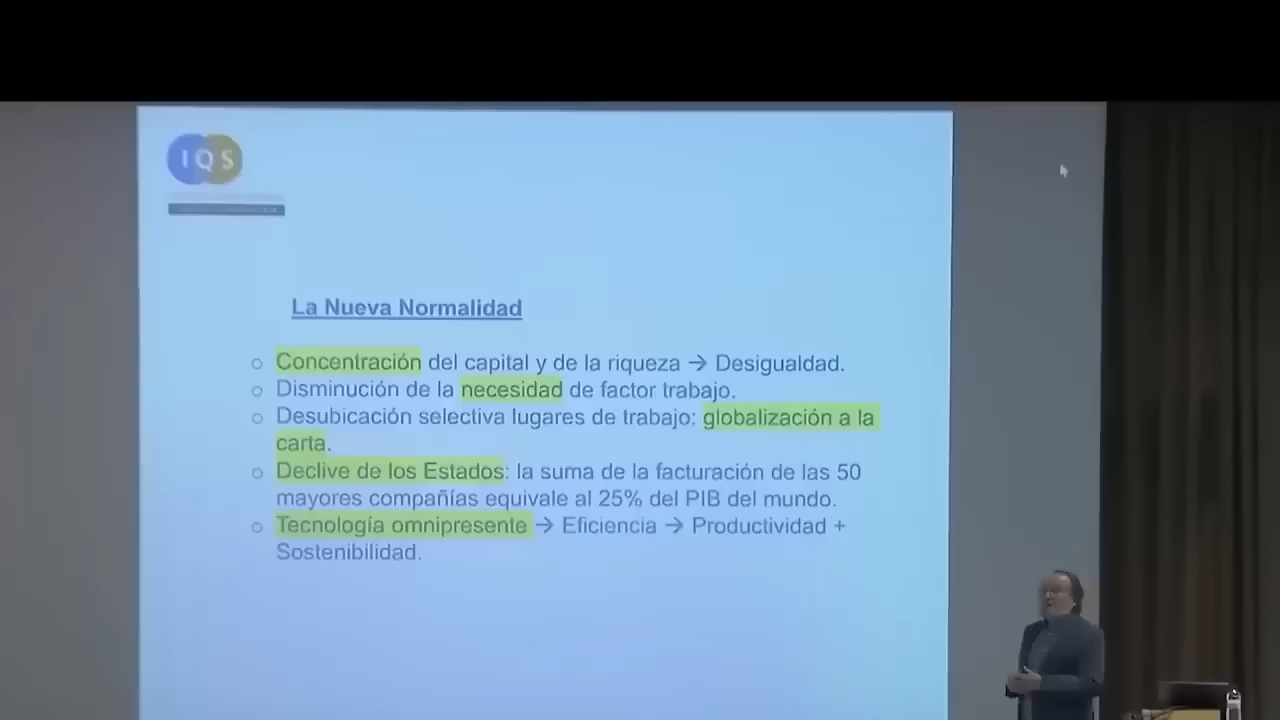 IQS
La Nueva Normalidad
o Concentración del capital y de la riqueza → Desigualdad.
o Disminución de la necesidad de factor trabajo.
o Desubicación selectiva lugares de trabajo: globalización a la
carta.
o Declive de los Estados: la suma de la facturación de las 50
mayores compañías equivale al 25% del PIB del mundo.
o Tecnología omnipresente → Eficiencia → Productividad +
Sostenibilidad.